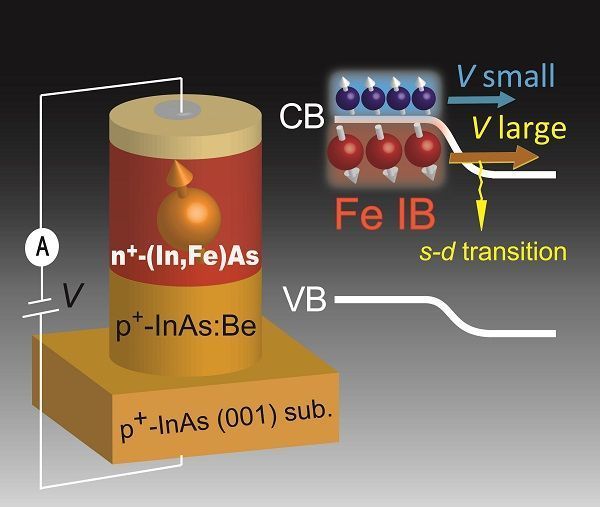 V small
CB
V large
Fe IB
n⁺-(In,Fe)As
A
s-d transition
V
VB
p⁺-InAs:Be
p⁺-InAs (001) sub.